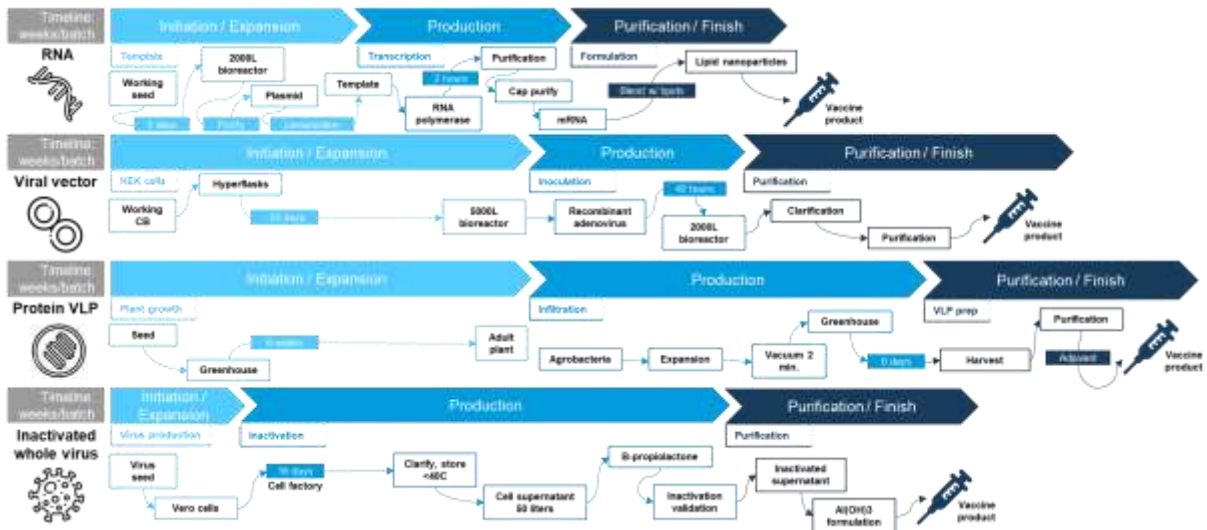 Timeline:
weeks/batch
Initiation / Expansion
Production
Purification / Finish
RNA
Template
Transcription
Formulation
Working
seed
2000L
bioreactor
Plasmid
Purify
Linearization
Template
RNA
polymerase
2 hours
Purification
Cap purify
mRNA
Blend w/ lipids
Lipid nanoparticles
Vaccine
product
Timeline:
weeks/batch
Initiation / Expansion
Production
Purification / Finish
Viral vector
HEK cells
Inoculation
Purification
Working
CB
Hyperflasks
5000L
bioreactor
Recombinant
adenovirus
48 hours
2000L
bioreactor
Clarification
Purification
Vaccine
product
Timeline:
weeks/batch
Initiation / Expansion
Production
Purification / Finish
Protein VLP
Plant growth
Infiltration
VLP prep
Seed
Greenhouse
Adult
plant
Agrobacteria
Expansion
Vacuum 2
min.
Greenhouse
6 days
Harvest
Purification
Adjuvant
Vaccine
product
Timeline:
weeks/batch
Initiation /
Expansion
Production
Purification / Finish
Inactivated
whole virus
Virus production
Inactivation
Purification
Virus
seed
Vero cells
16 days
Cell factory
Clarify, store
<40C
Cell supernatant
50 liters
B-propiolactone
Inactivation
validation
Inactivated
supernatant
Al(OH)3
formulation
Vaccine
product